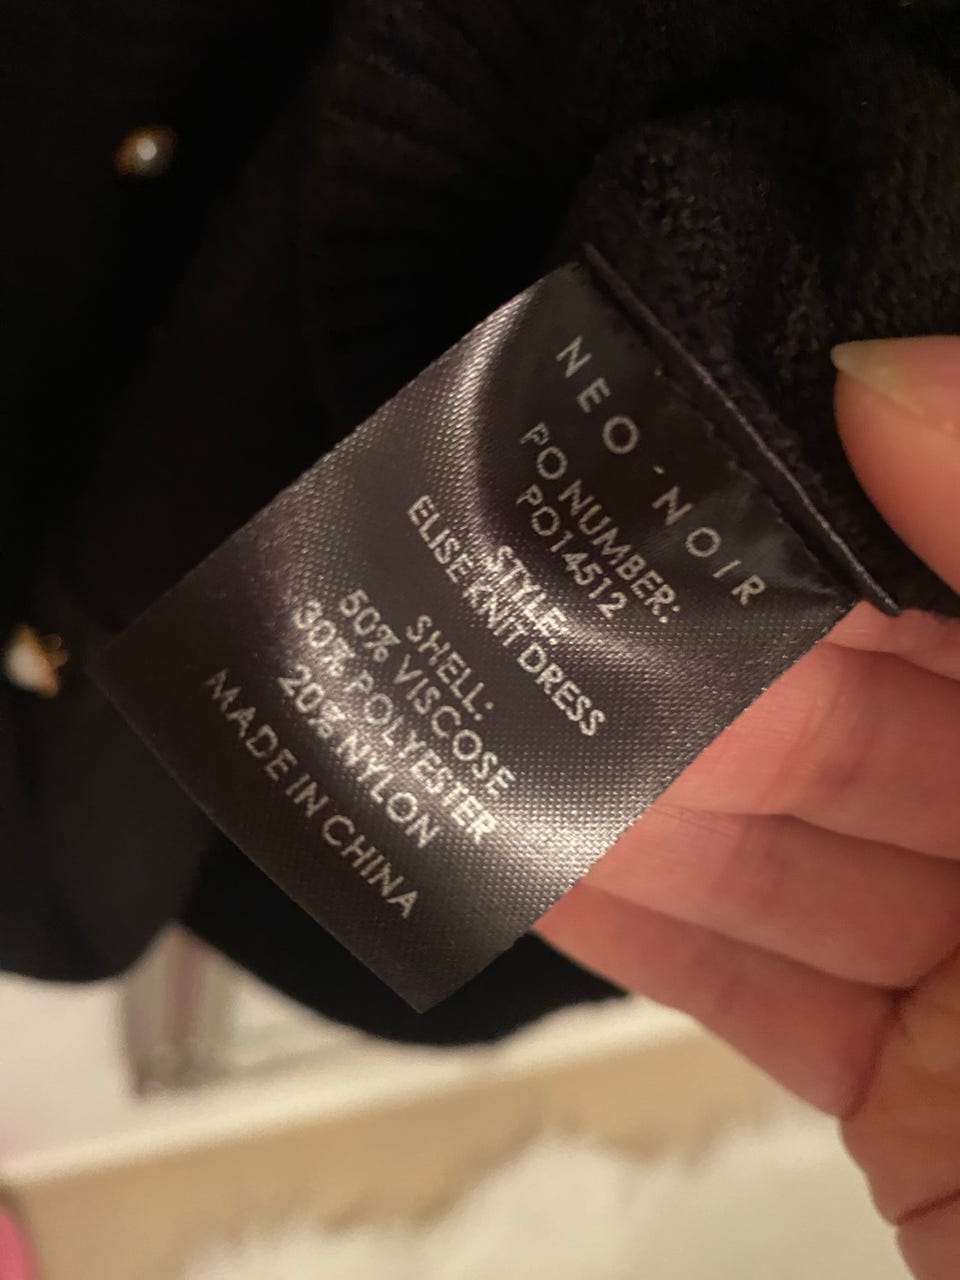 NEO NOIR
PO NUMBER:
PO14512
STYLE:
ELISE KNIT DRESS
SHELL:
50% VISCOSE
30% POLYESTER
20% NYLON
MADE IN CHINA